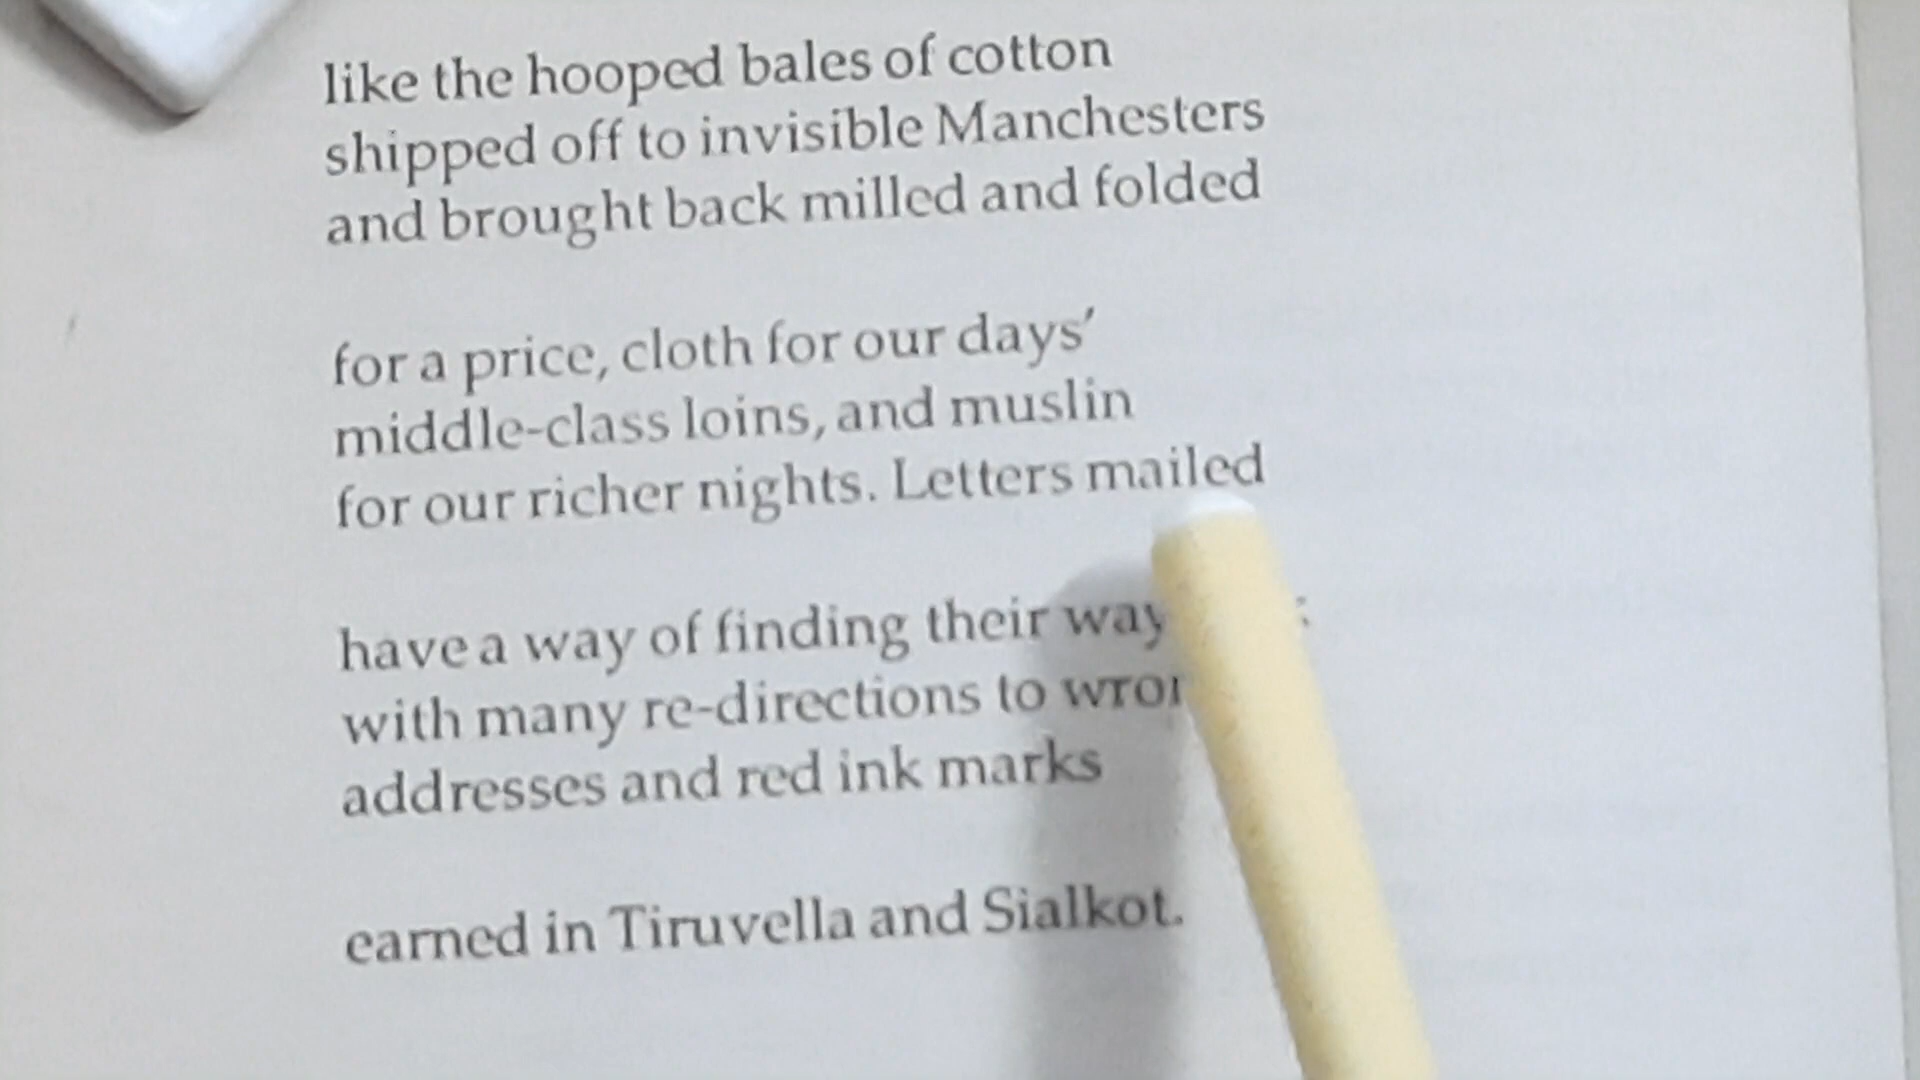 like the hooped bales of cotton
shipped off to invisible Manchesters
and brought back milled and folded
for a price, cloth for our days'
middle-class loins, and muslin
for our richer nights. Letters mailed
have a way of finding their way
with many re-directions to
addresses and red ink marks
earned in Tiruvella and Sialkot.